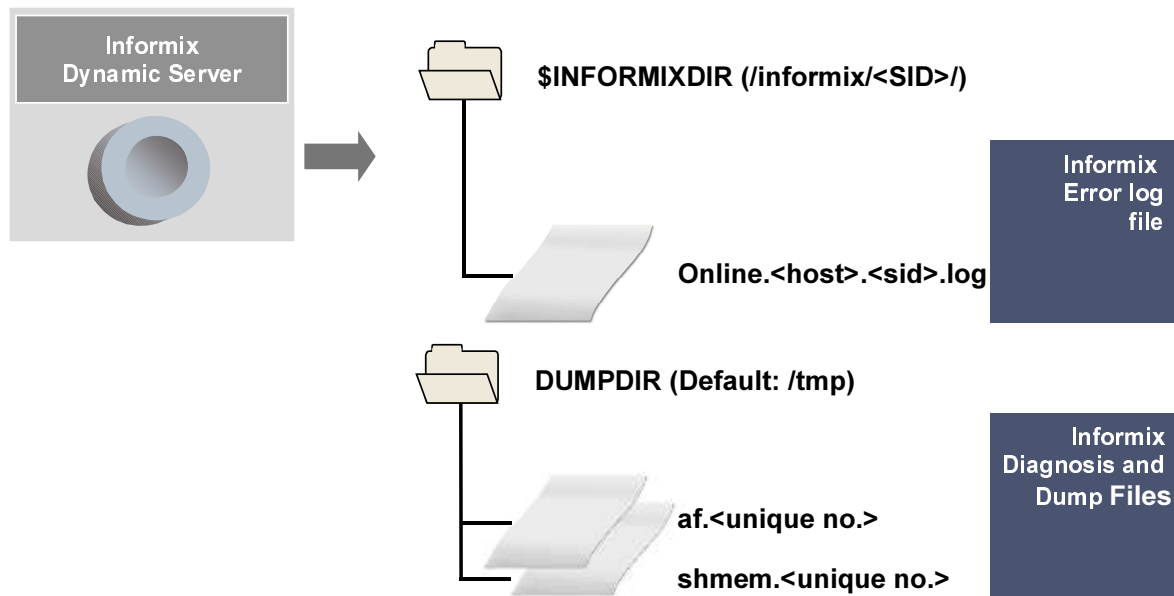 Informix
Dynamic Server
$INFORMIXDIR (/informix/<SID>/)
Informix
Error log
file
Online.<host>.<sid>.log
DUMPDIR (Default: /tmp)
Informix
Diagnosis and
Dump Files
af.<unique no.>
shmem.<unique no.>